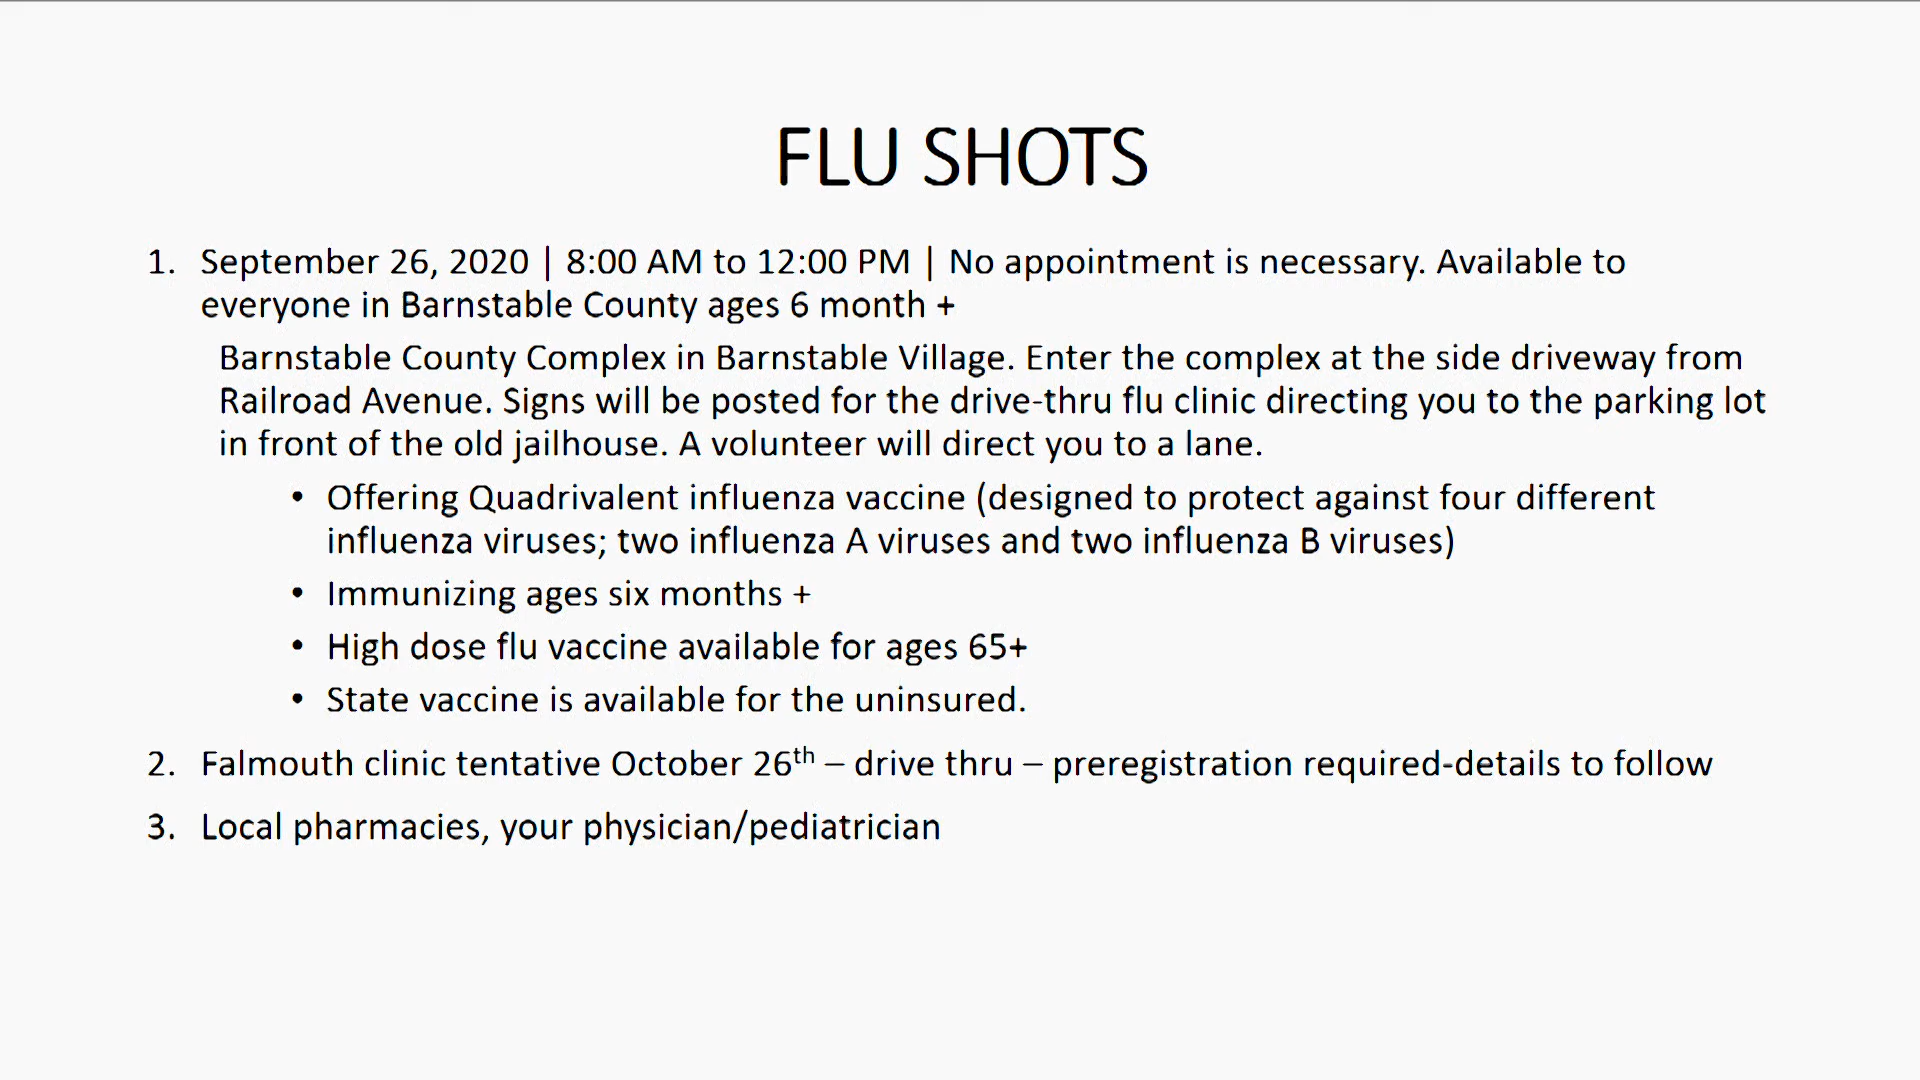 FLU SHOTS
1. September 26, 2020 | 8:00 AM to 12:00 PM | No appointment is necessary. Available to
everyone in Barnstable County ages 6 month +
Barnstable County Complex in Barnstable Village. Enter the complex at the side driveway from
Railroad Avenue. Signs will be posted for the drive-thru flu clinic directing you to the parking lot
in front of the old jailhouse. A volunteer will direct you to a lane.
• Offering Quadrivalent influenza vaccine (designed to protect against four different
influenza viruses; two influenza A viruses and two influenza B viruses)
• Immunizing ages six months +
• High dose flu vaccine available for ages 65+
• State vaccine is available for the uninsured.
2. Falmouth clinic tentative October 26th – drive thru – preregistration required-details to follow
3. Local pharmacies, your physician/pediatrician